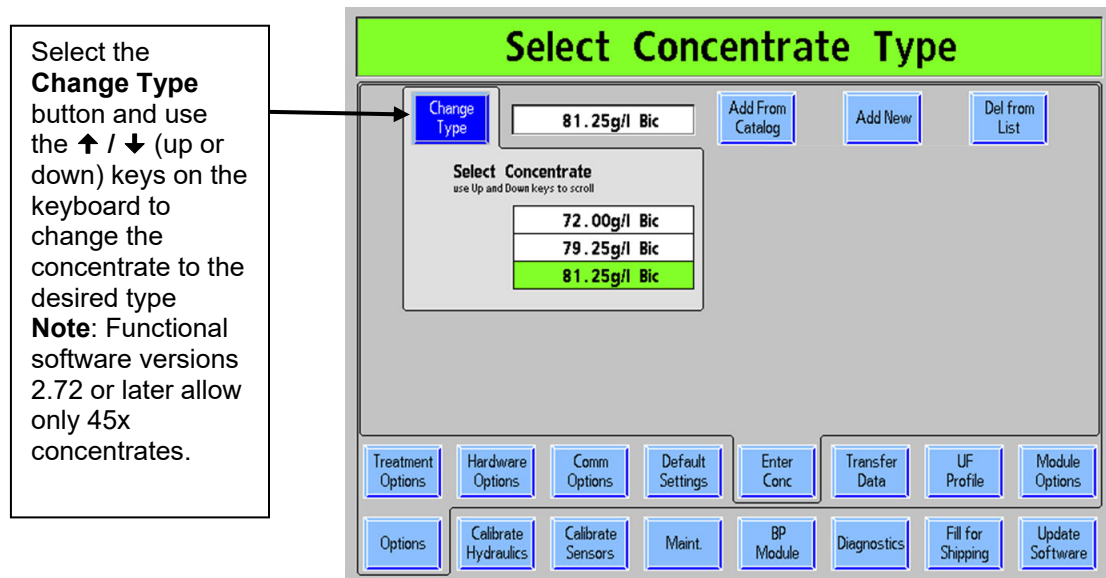 Select the
Change Type
button and use
the ↑ / ↓ (up or
down) keys on the
keyboard to
change the
concentrate to the
desired type
Note: Functional
software versions
2.72 or later allow
only 45x
concentrates.
Select Concentrate Type
Change
Type
81.25g/l Bic
Add From
Catalog
Add New
Del from
List
Select Concentrate
use Up and Down keys to scroll
72.00g/l Bic
79.25g/l Bic
81.25g/l Bic
Treatment
Options
Hardware
Options
Comm
Options
Default
Settings
Enter
Conc
Transfer
Data
UF
Profile
Module
Options
Options
Calibrate
Hydraulics
Calibrate
Sensors
Maint.
BP
Module
Diagnostics
Fill for
Shipping
Update
Software